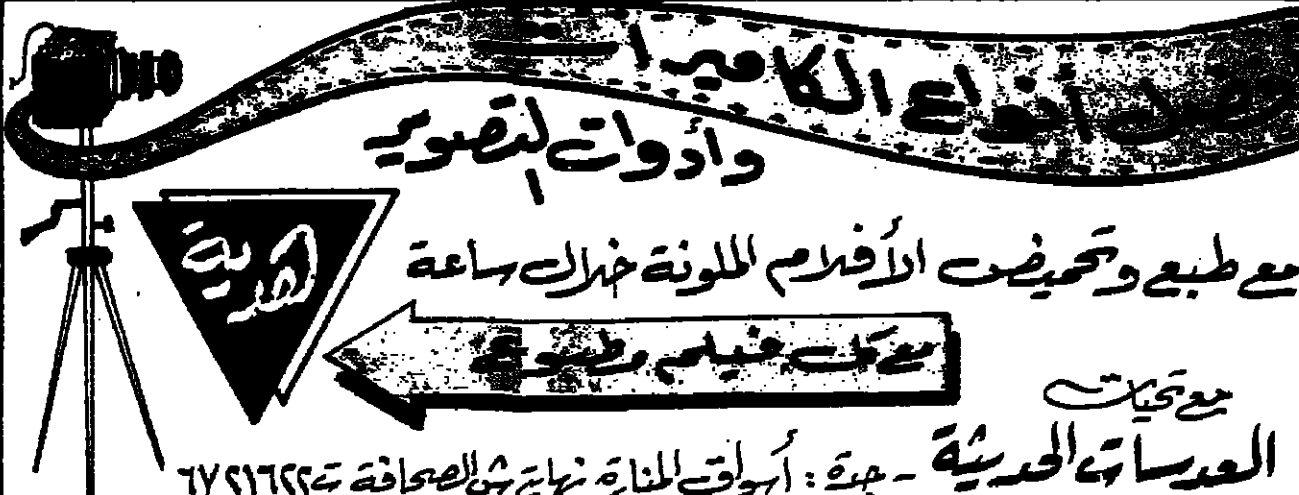 أفضل أنواع الكاميرات
وأدوات التصوير
مع طبع وتحميض الأفلام الملونة خلال ساعة
هدية
مع كل فيلم مطبوع
مع تحيات
العدسات الحديثة - جدة : أسواق المنارة نهاية ش الصحافة ت ٦٧٢١٦٢٢